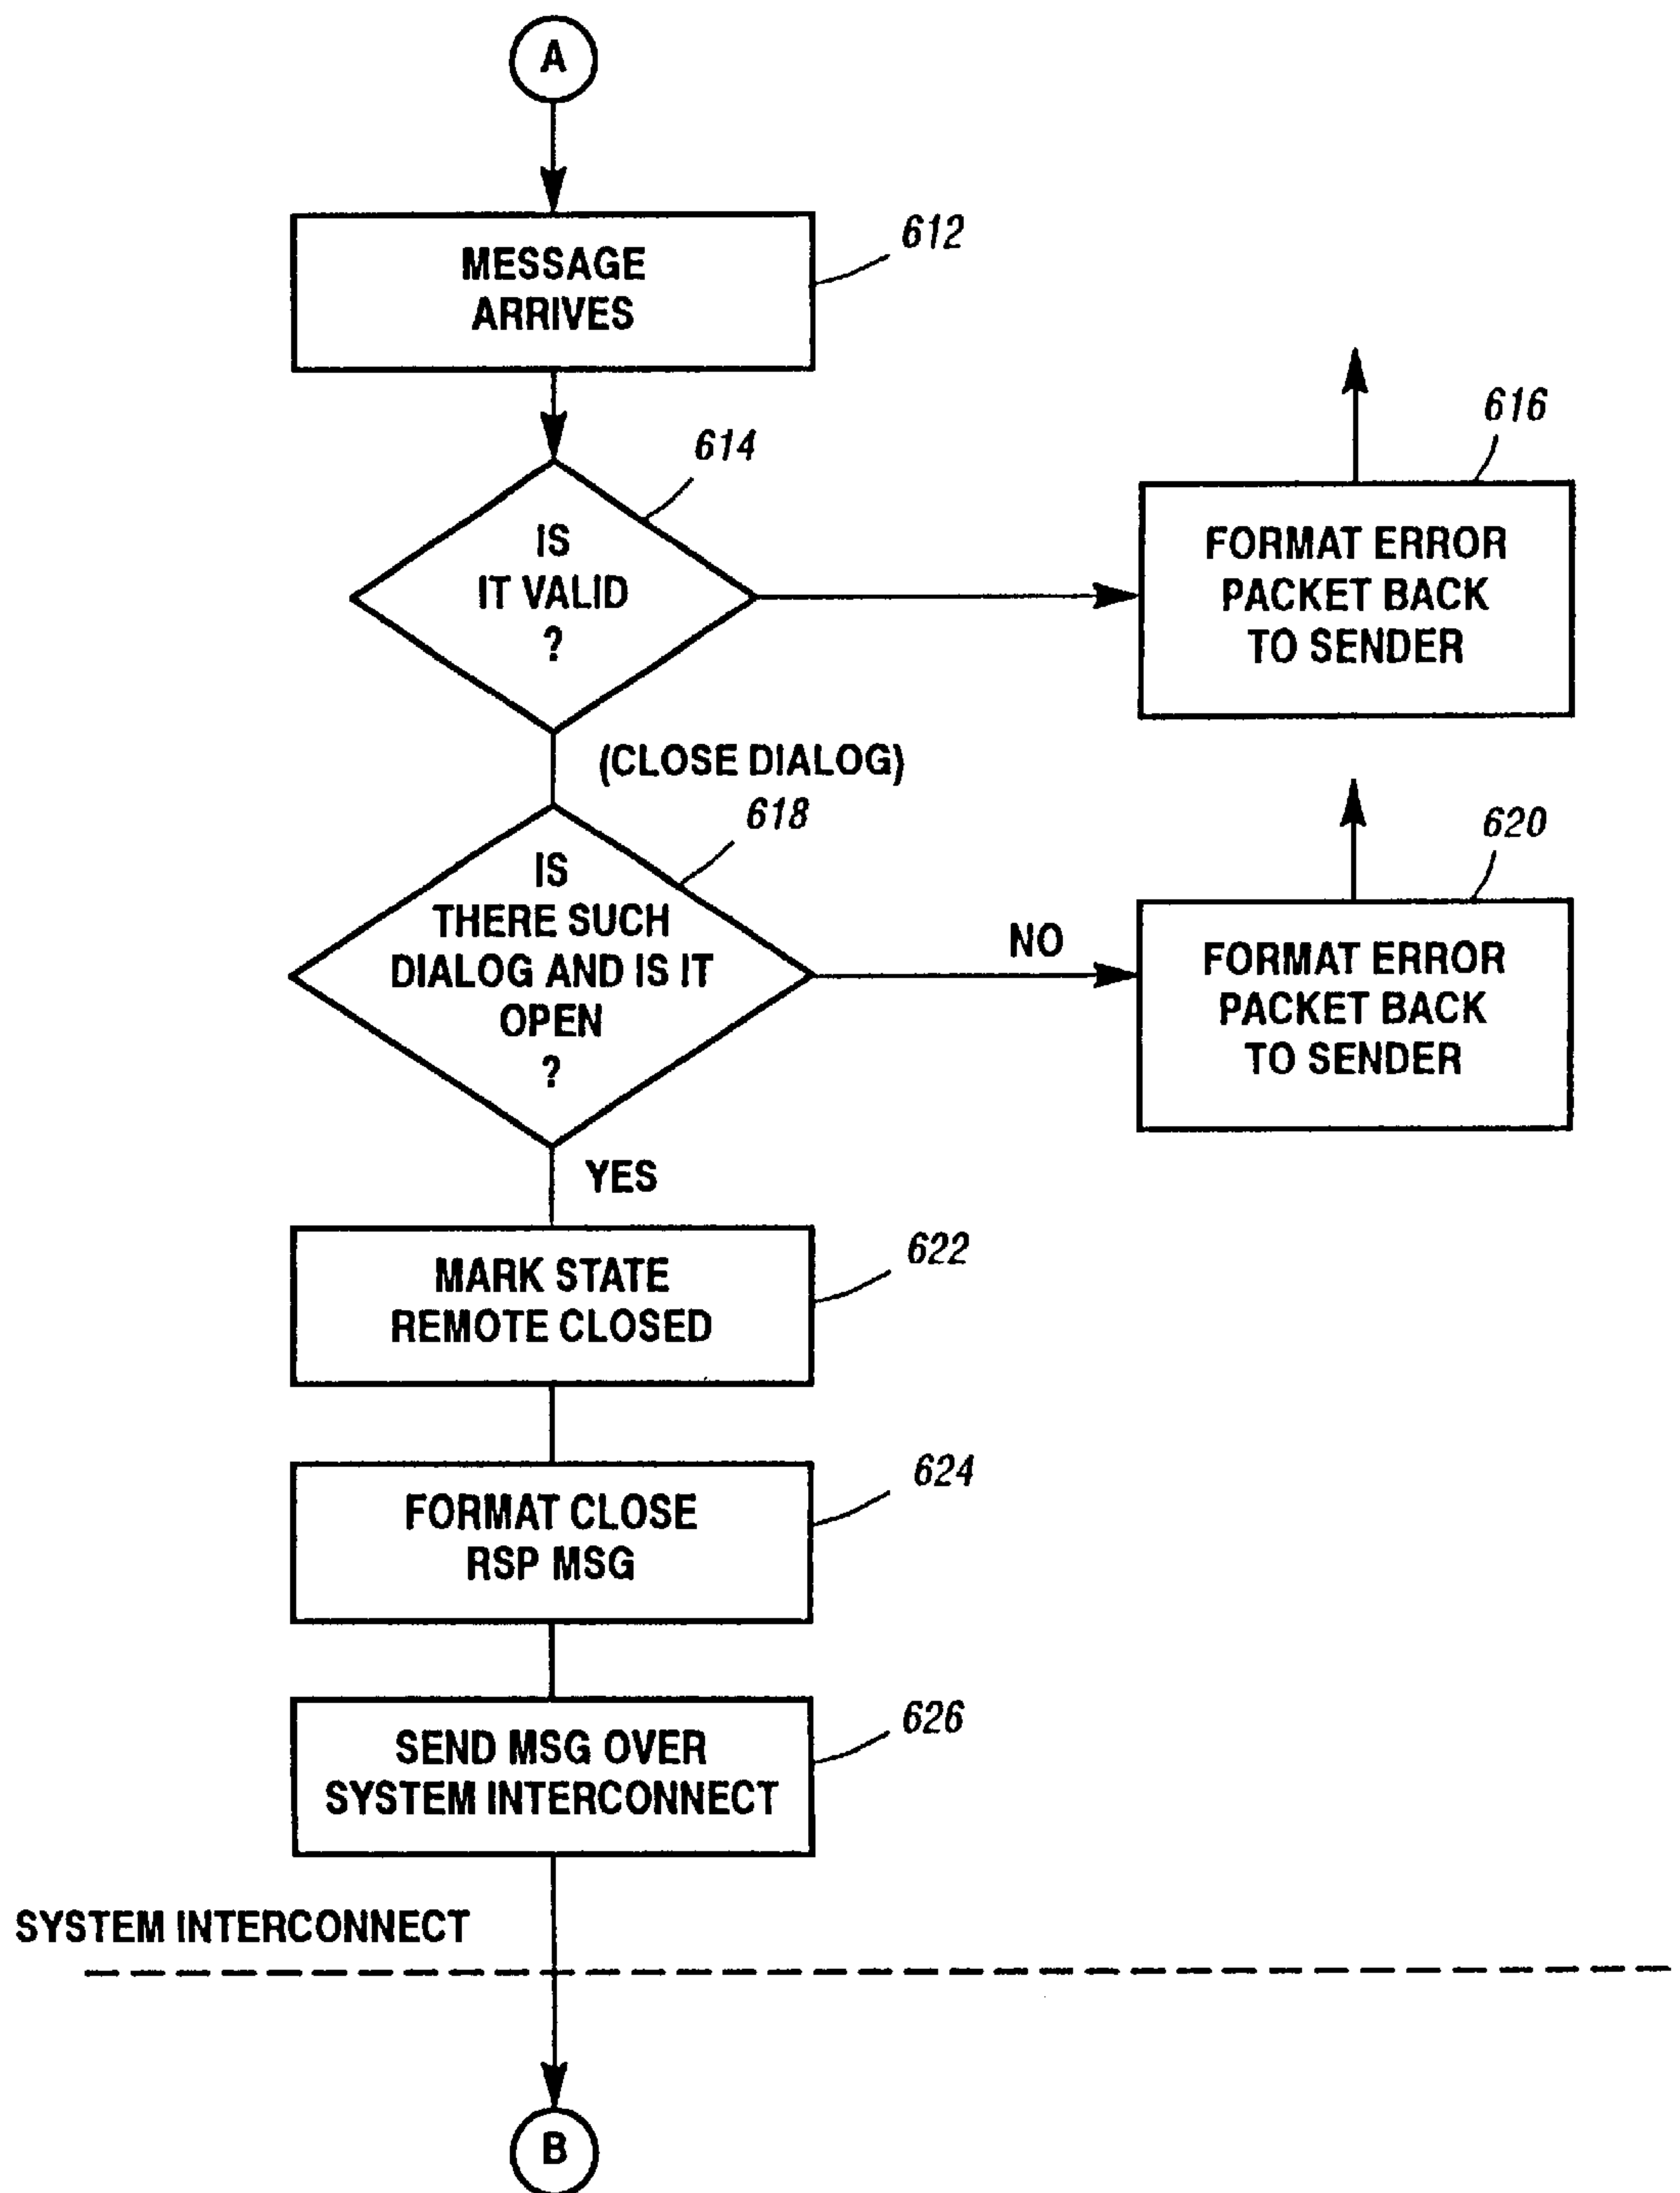 A
MESSAGE
ARRIVES
612
IS
IT VALID
?
614
FORMAT ERROR
PACKET BACK
TO SENDER
616
(CLOSE DIALOG)
IS
THERE SUCH
DIALOG AND IS IT
OPEN
?
618
NO
FORMAT ERROR
PACKET BACK
TO SENDER
620
YES
MARK STATE
REMOTE CLOSED
622
FORMAT CLOSE
RSP MSG
624
SEND MSG OVER
SYSTEM INTERCONNECT
626
SYSTEM INTERCONNECT
B